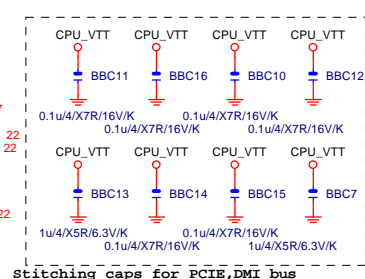 CPU_VTT CPU_VTT CPU_VTT CPU_VTT
BBC11 BBC16 BBC10 BBC12
0.1u/4/X7R/16V/K 0.1u/4/X7R/16V/K
22 0.1u/4/X7R/16V/K 0.1u/4/X7R/16V/K
22
CPU_VTT CPU_VTT CPU_VTT CPU_VTT
BBC13 BBC14 BBC15 BBC7
22
1u/4/X5R/6.3V/K 0.1u/4/X7R/16V/K
0.1u/4/X7R/16V/K 1u/4/X5R/6.3V/K
Stitching caps for PCIE,DMI bus